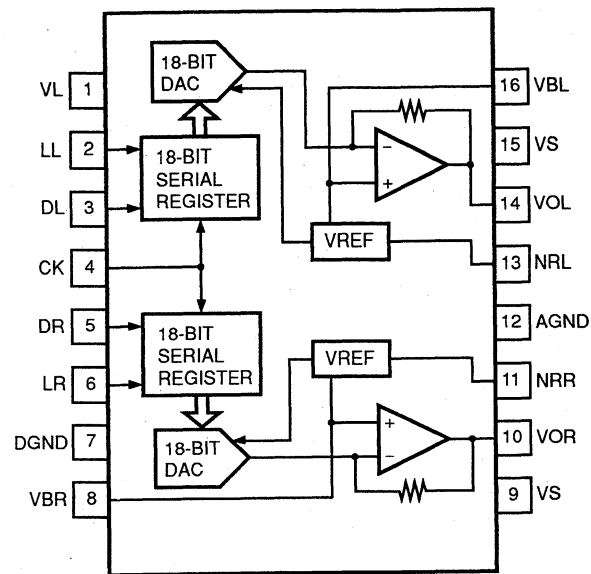 VL 1
LL 2
DL 3
CK 4
DR 5
LR 6
DGND 7
VBR 8
18-BIT
DAC
18-BIT
SERIAL
REGISTER
18-BIT
SERIAL
REGISTER
18-BIT
DAC
−
+
VREF
VREF
+
−
16 VBL
15 VS
14 VOL
13 NRL
12 AGND
11 NRR
10 VOR
9 VS